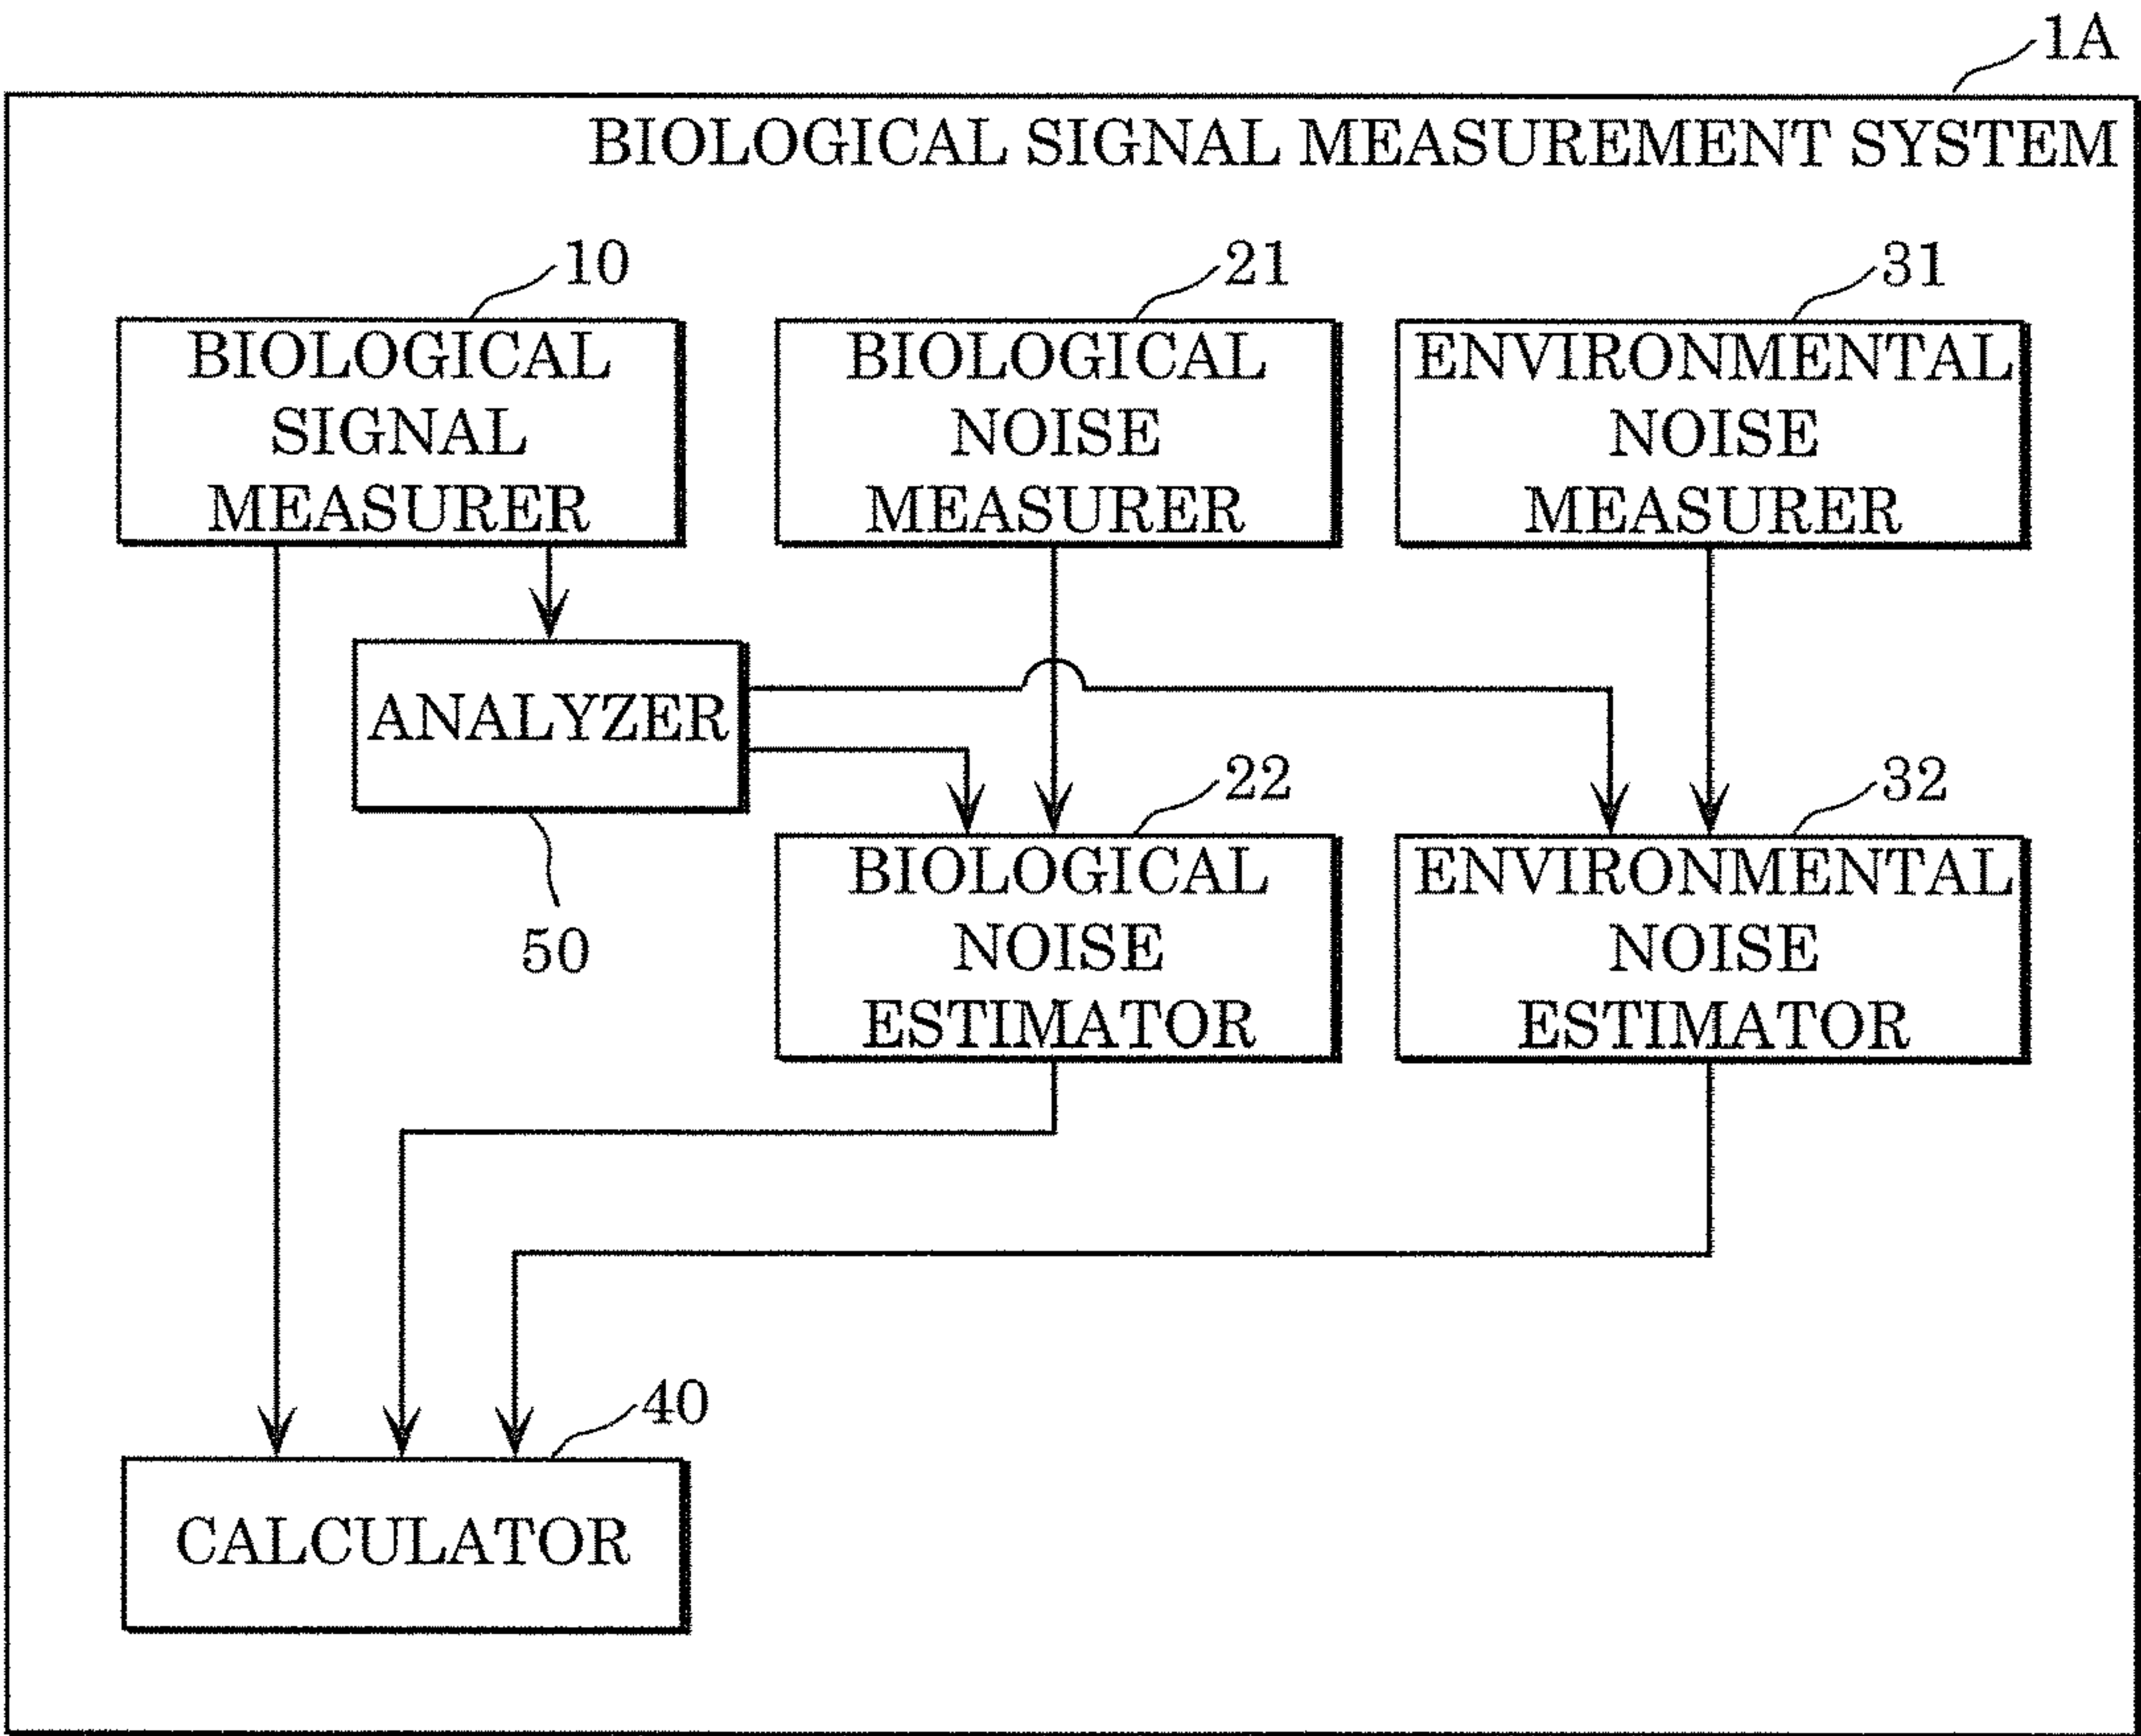 1A
BIOLOGICAL SIGNAL MEASUREMENT SYSTEM
10
BIOLOGICAL
SIGNAL
MEASURER
21
BIOLOGICAL
NOISE
MEASURER
31
ENVIRONMENTAL
NOISE
MEASURER
ANALYZER
50
22
BIOLOGICAL
NOISE
ESTIMATOR
32
ENVIRONMENTAL
NOISE
ESTIMATOR
40
CALCULATOR